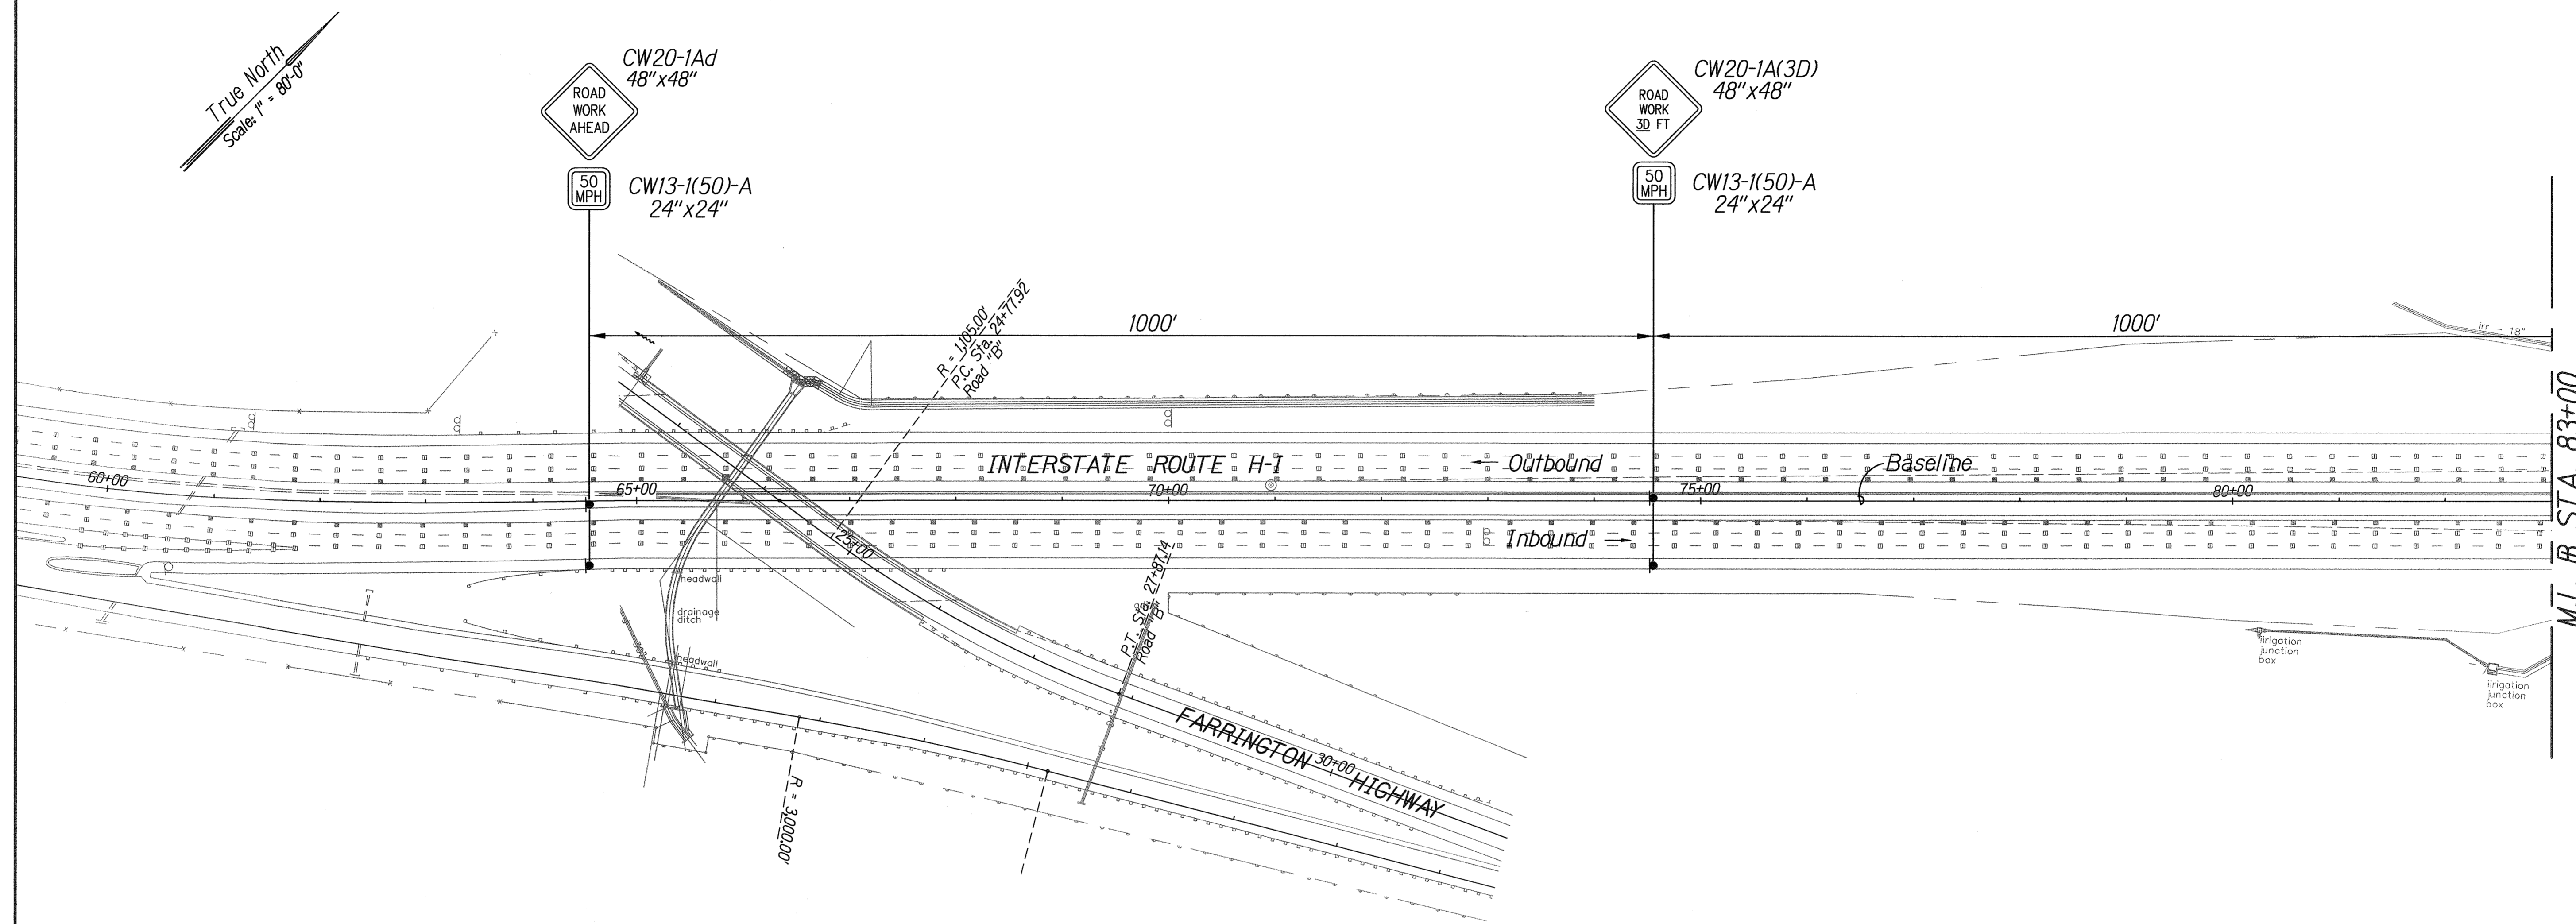 True North
Scale: 1" = 80'-0"
CW20-1Ad
48"x48"
ROAD
WORK
AHEAD
50
MPH
CW13-1(50)-A
24"x24"
CW20-1A(3D)
48"x48"
ROAD
WORK
3D FT
50
MPH
CW13-1(50)-A
24"x24"
1000'
1000'
irr - 18"
R = 1,105.00'
P.C. Sta. 24+77.92
Road "B"
INTERSTATE ROUTE H-1
Outbound
Baseline
60+00
65+00
70+00
75+00
80+00
25+00
Inbound
headwall
drainage
ditch
headwall
P.T. Sta. 27+87.14
Road "B"
irrigation
junction
box
irrigation
junction
box
FARRINGTON HIGHWAY
30+00
R = 3,000.00'